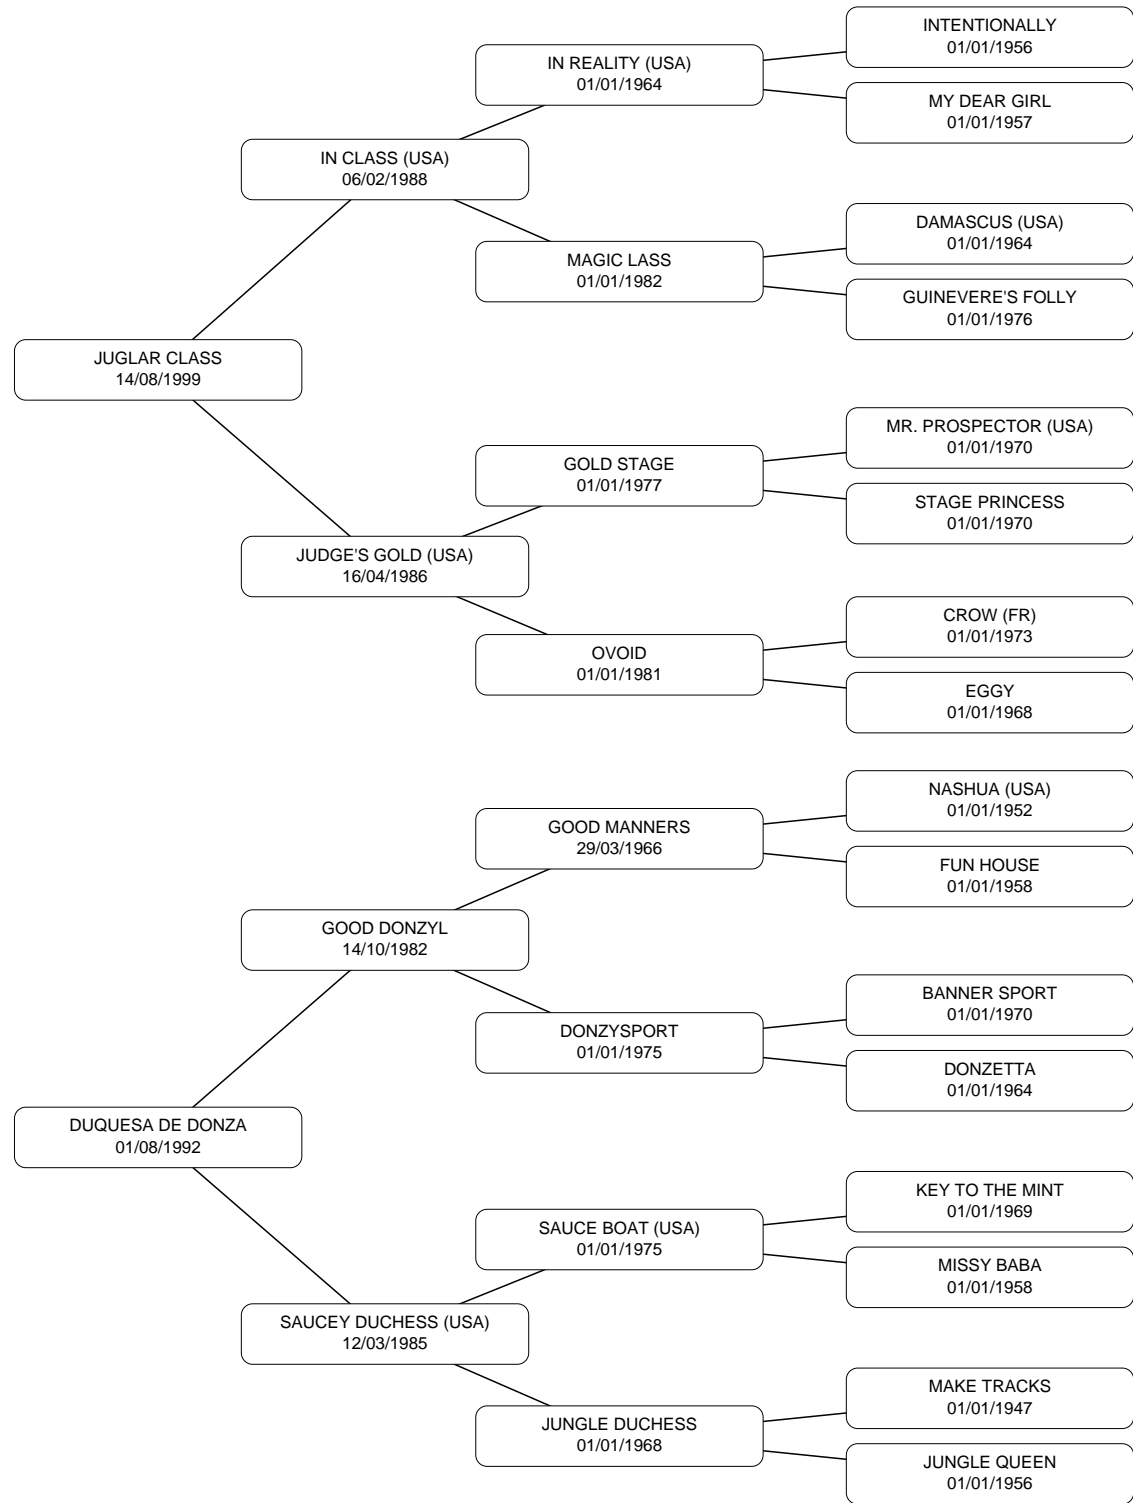 INTENTIONALLY
01/01/1956
IN REALITY (USA)
01/01/1964
MY DEAR GIRL
01/01/1957
IN CLASS (USA)
06/02/1988
DAMASCUS (USA)
01/01/1964
MAGIC LASS
01/01/1982
GUINEVERE'S FOLLY
01/01/1976
JUGLAR CLASS
14/08/1999
MR. PROSPECTOR (USA)
01/01/1970
GOLD STAGE
01/01/1977
STAGE PRINCESS
01/01/1970
JUDGE'S GOLD (USA)
16/04/1986
CROW (FR)
01/01/1973
OVOID
01/01/1981
EGGY
01/01/1968
NASHUA (USA)
01/01/1952
GOOD MANNERS
29/03/1966
FUN HOUSE
01/01/1958
GOOD DONZYL
14/10/1982
BANNER SPORT
01/01/1970
DONZYSPORT
01/01/1975
DONZETTA
01/01/1964
DUQUESA DE DONZA
01/08/1992
KEY TO THE MINT
01/01/1969
SAUCE BOAT (USA)
01/01/1975
MISSY BABA
01/01/1958
SAUCEY DUCHESS (USA)
12/03/1985
MAKE TRACKS
01/01/1947
JUNGLE DUCHESS
01/01/1968
JUNGLE QUEEN
01/01/1956